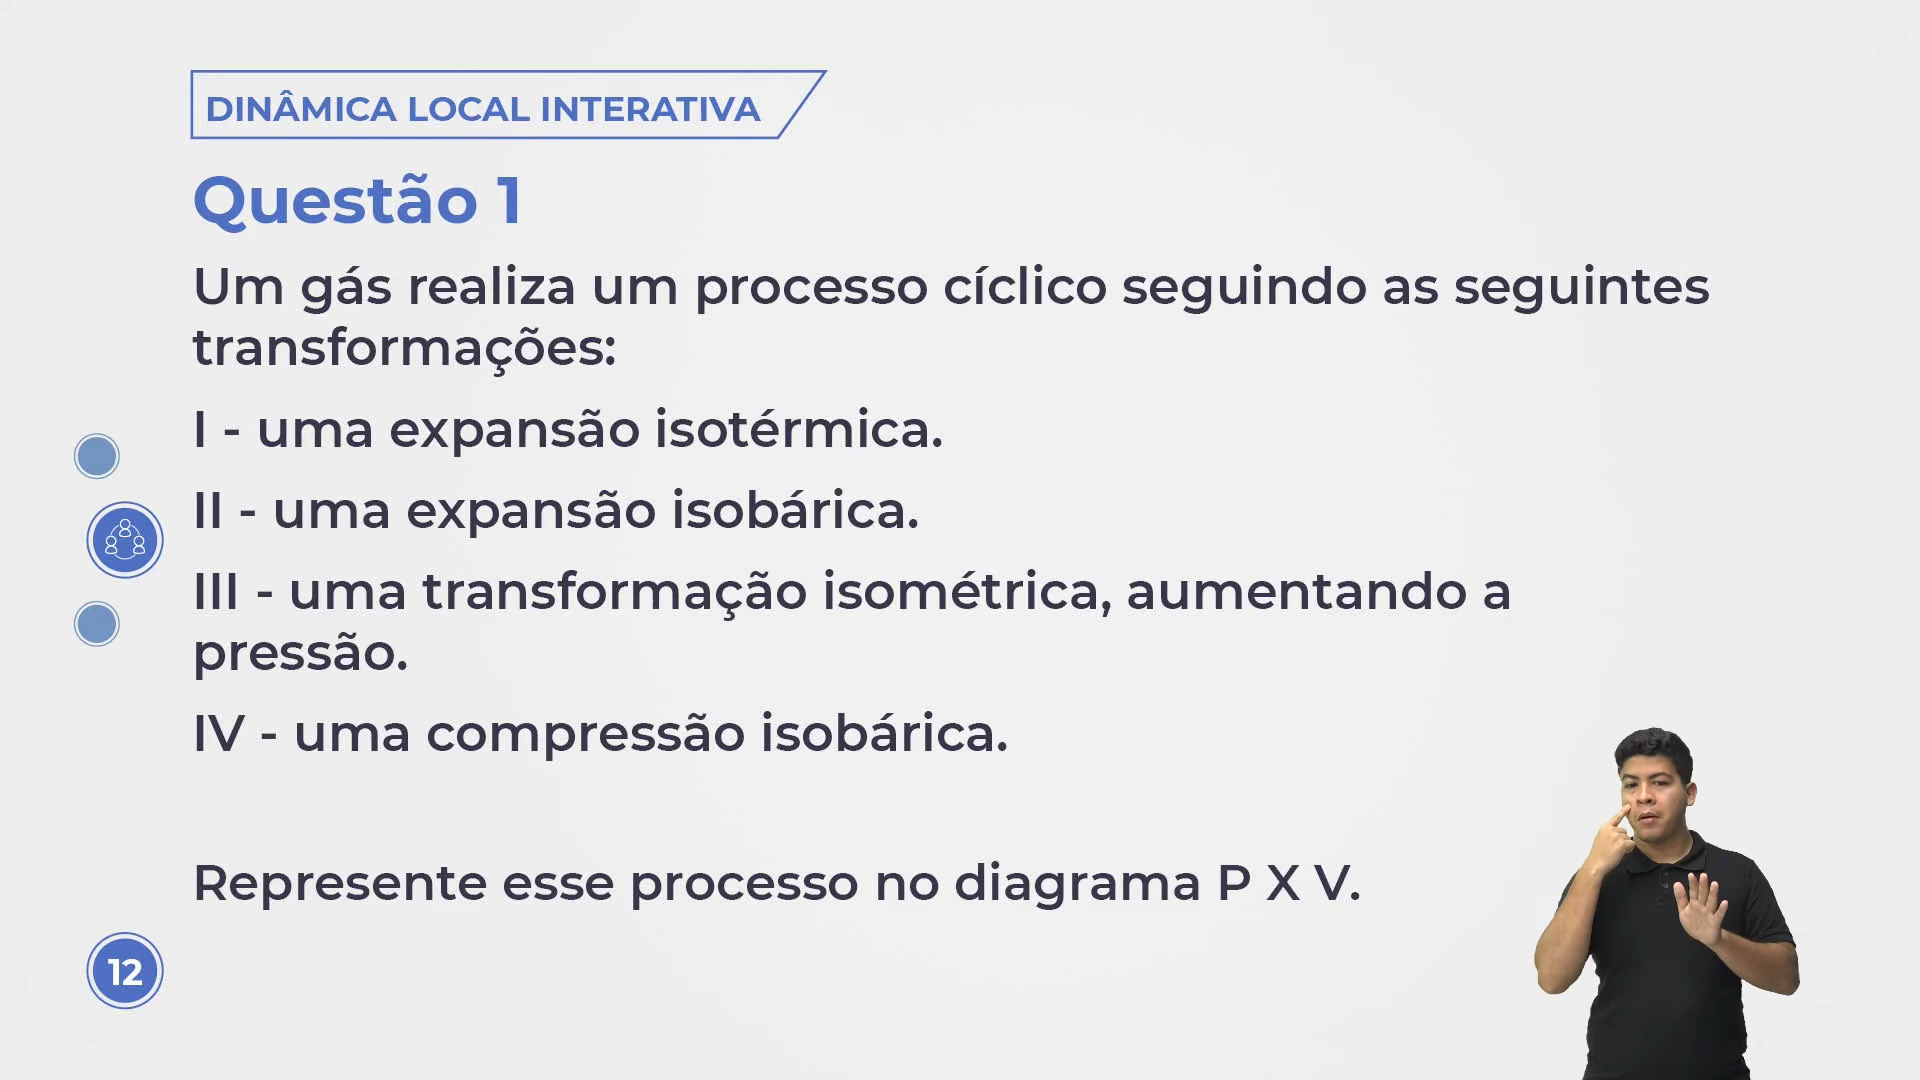 DINÂMICA LOCAL INTERATIVA
Questão 1
Um gás realiza um processo cíclico seguindo as seguintes
transformações:
I - uma expansão isotérmica.
II - uma expansão isobárica.
III - uma transformação isométrica, aumentando a
pressão.
IV - uma compressão isobárica.
Represente esse processo no diagrama P X V.
12